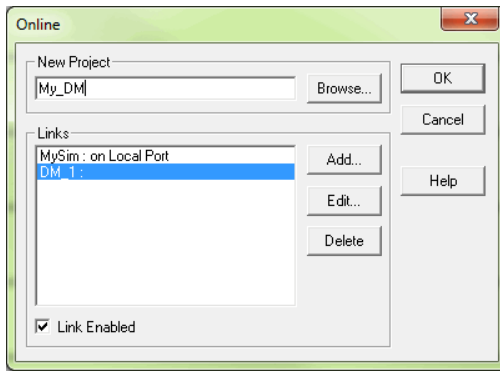 Online
New Project
My_DM
Browse...
OK
Cancel
Links
MySim : on Local Port
DM_1 :
Add...
Edit...
Delete
Help
Link Enabled